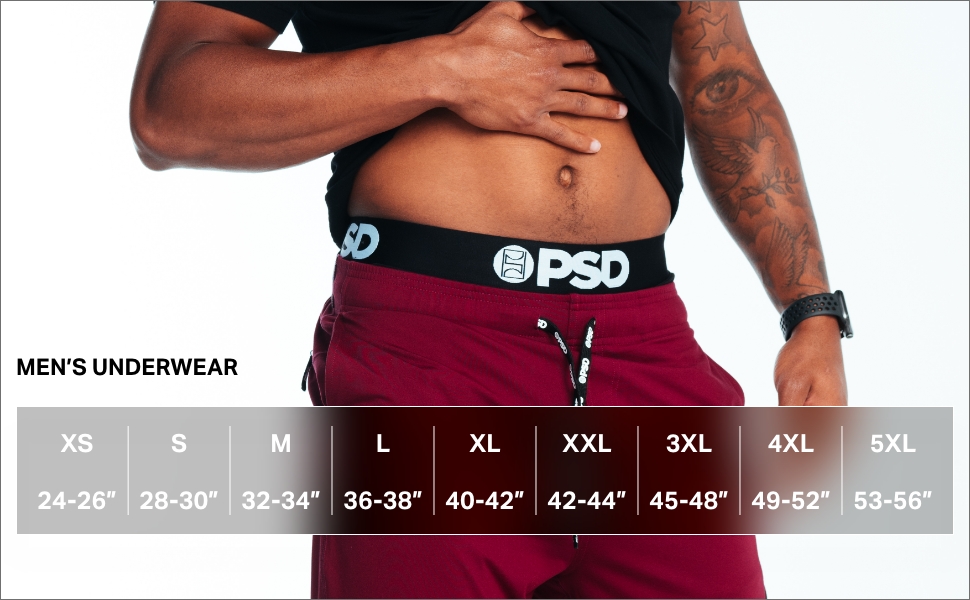 SD
PSD
PSD
MEN'S UNDERWEAR
XS S M L XL XXL 3XL 4XL 5XL
24-26" 28-30" 32-34" 36-38" 40-42" 42-44" 45-48" 49-52" 53-56"